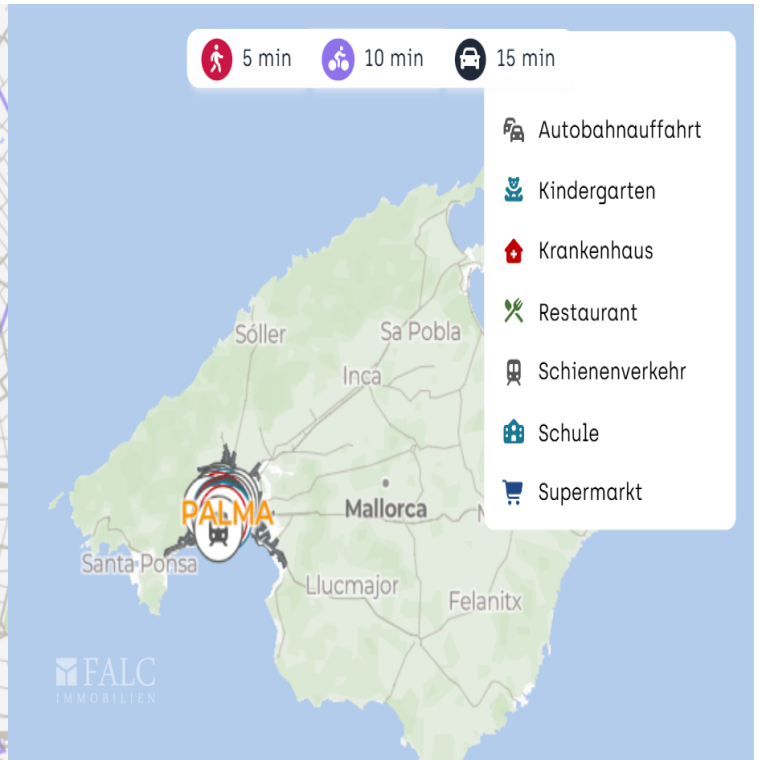 5 min
10 min
15 min
Autobahnauffahrt
Kindergarten
Krankenhaus
Restaurant
Schienenverkehr
Schule
Supermarkt
Sóller
Sa Pobla
Inca
PALMA
Mallorca
Santa Ponsa
Llucmajor
Felanitx
FALC
IMMOBILIEN